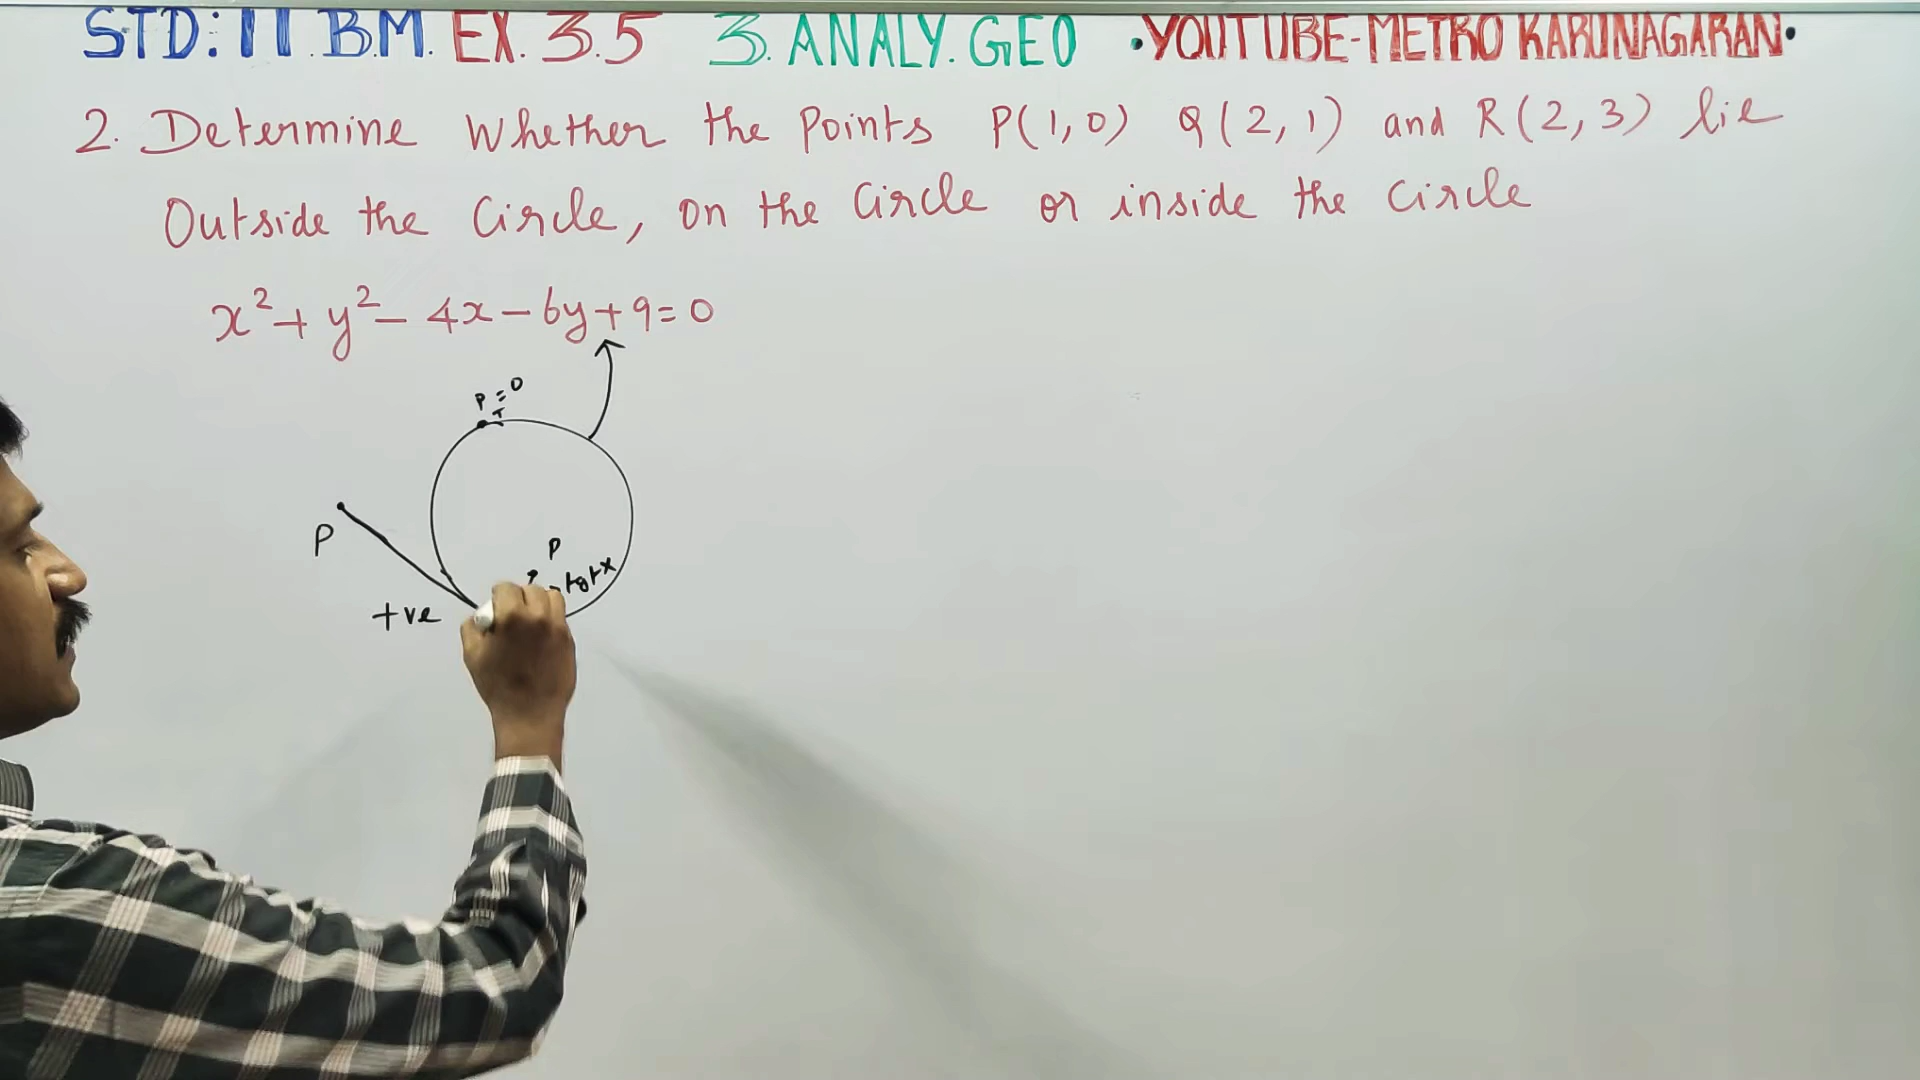 STD: 11. B.M. EX. 3.5 3. ANALY. GEO •YOUTUBE-METRO KARUNAGARAN•
2. Determine Whether the Points P(1,0) Q(2,1) and R(2,3) lie
Outside the Circle, on the Circle or inside the Circle
x²+ y²- 4x - 6y + 9 = 0
P = 0
T
P
P
+ve